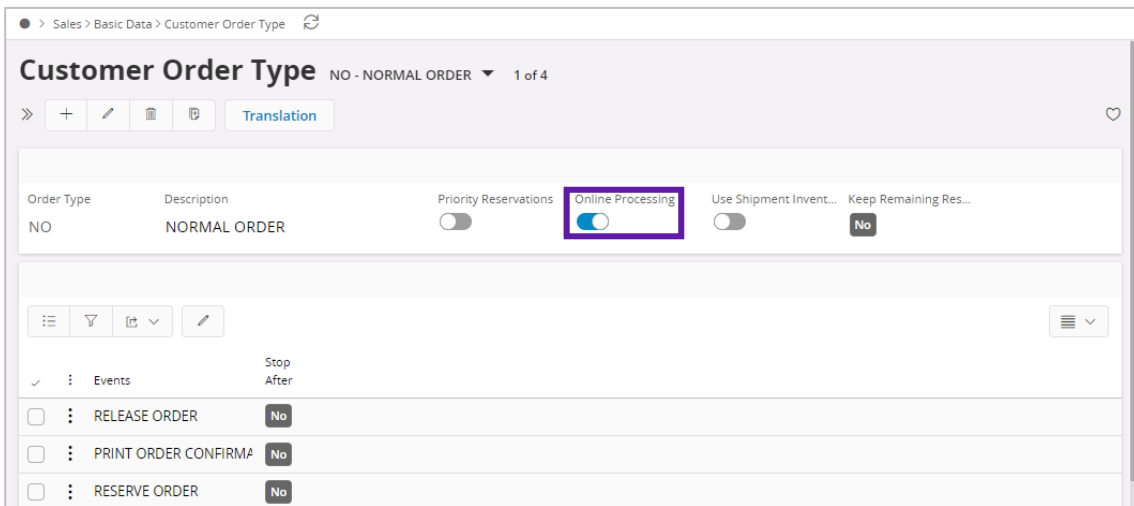 > Sales > Basic Data > Customer Order Type
Customer Order Type NO - NORMAL ORDER 1 of 4
Translation
Order Type Description Priority Reservations Online Processing Use Shipment Invent... Keep Remaining Res...
NO NORMAL ORDER No
Stop
Events After
RELEASE ORDER No
PRINT ORDER CONFIRMA No
RESERVE ORDER No